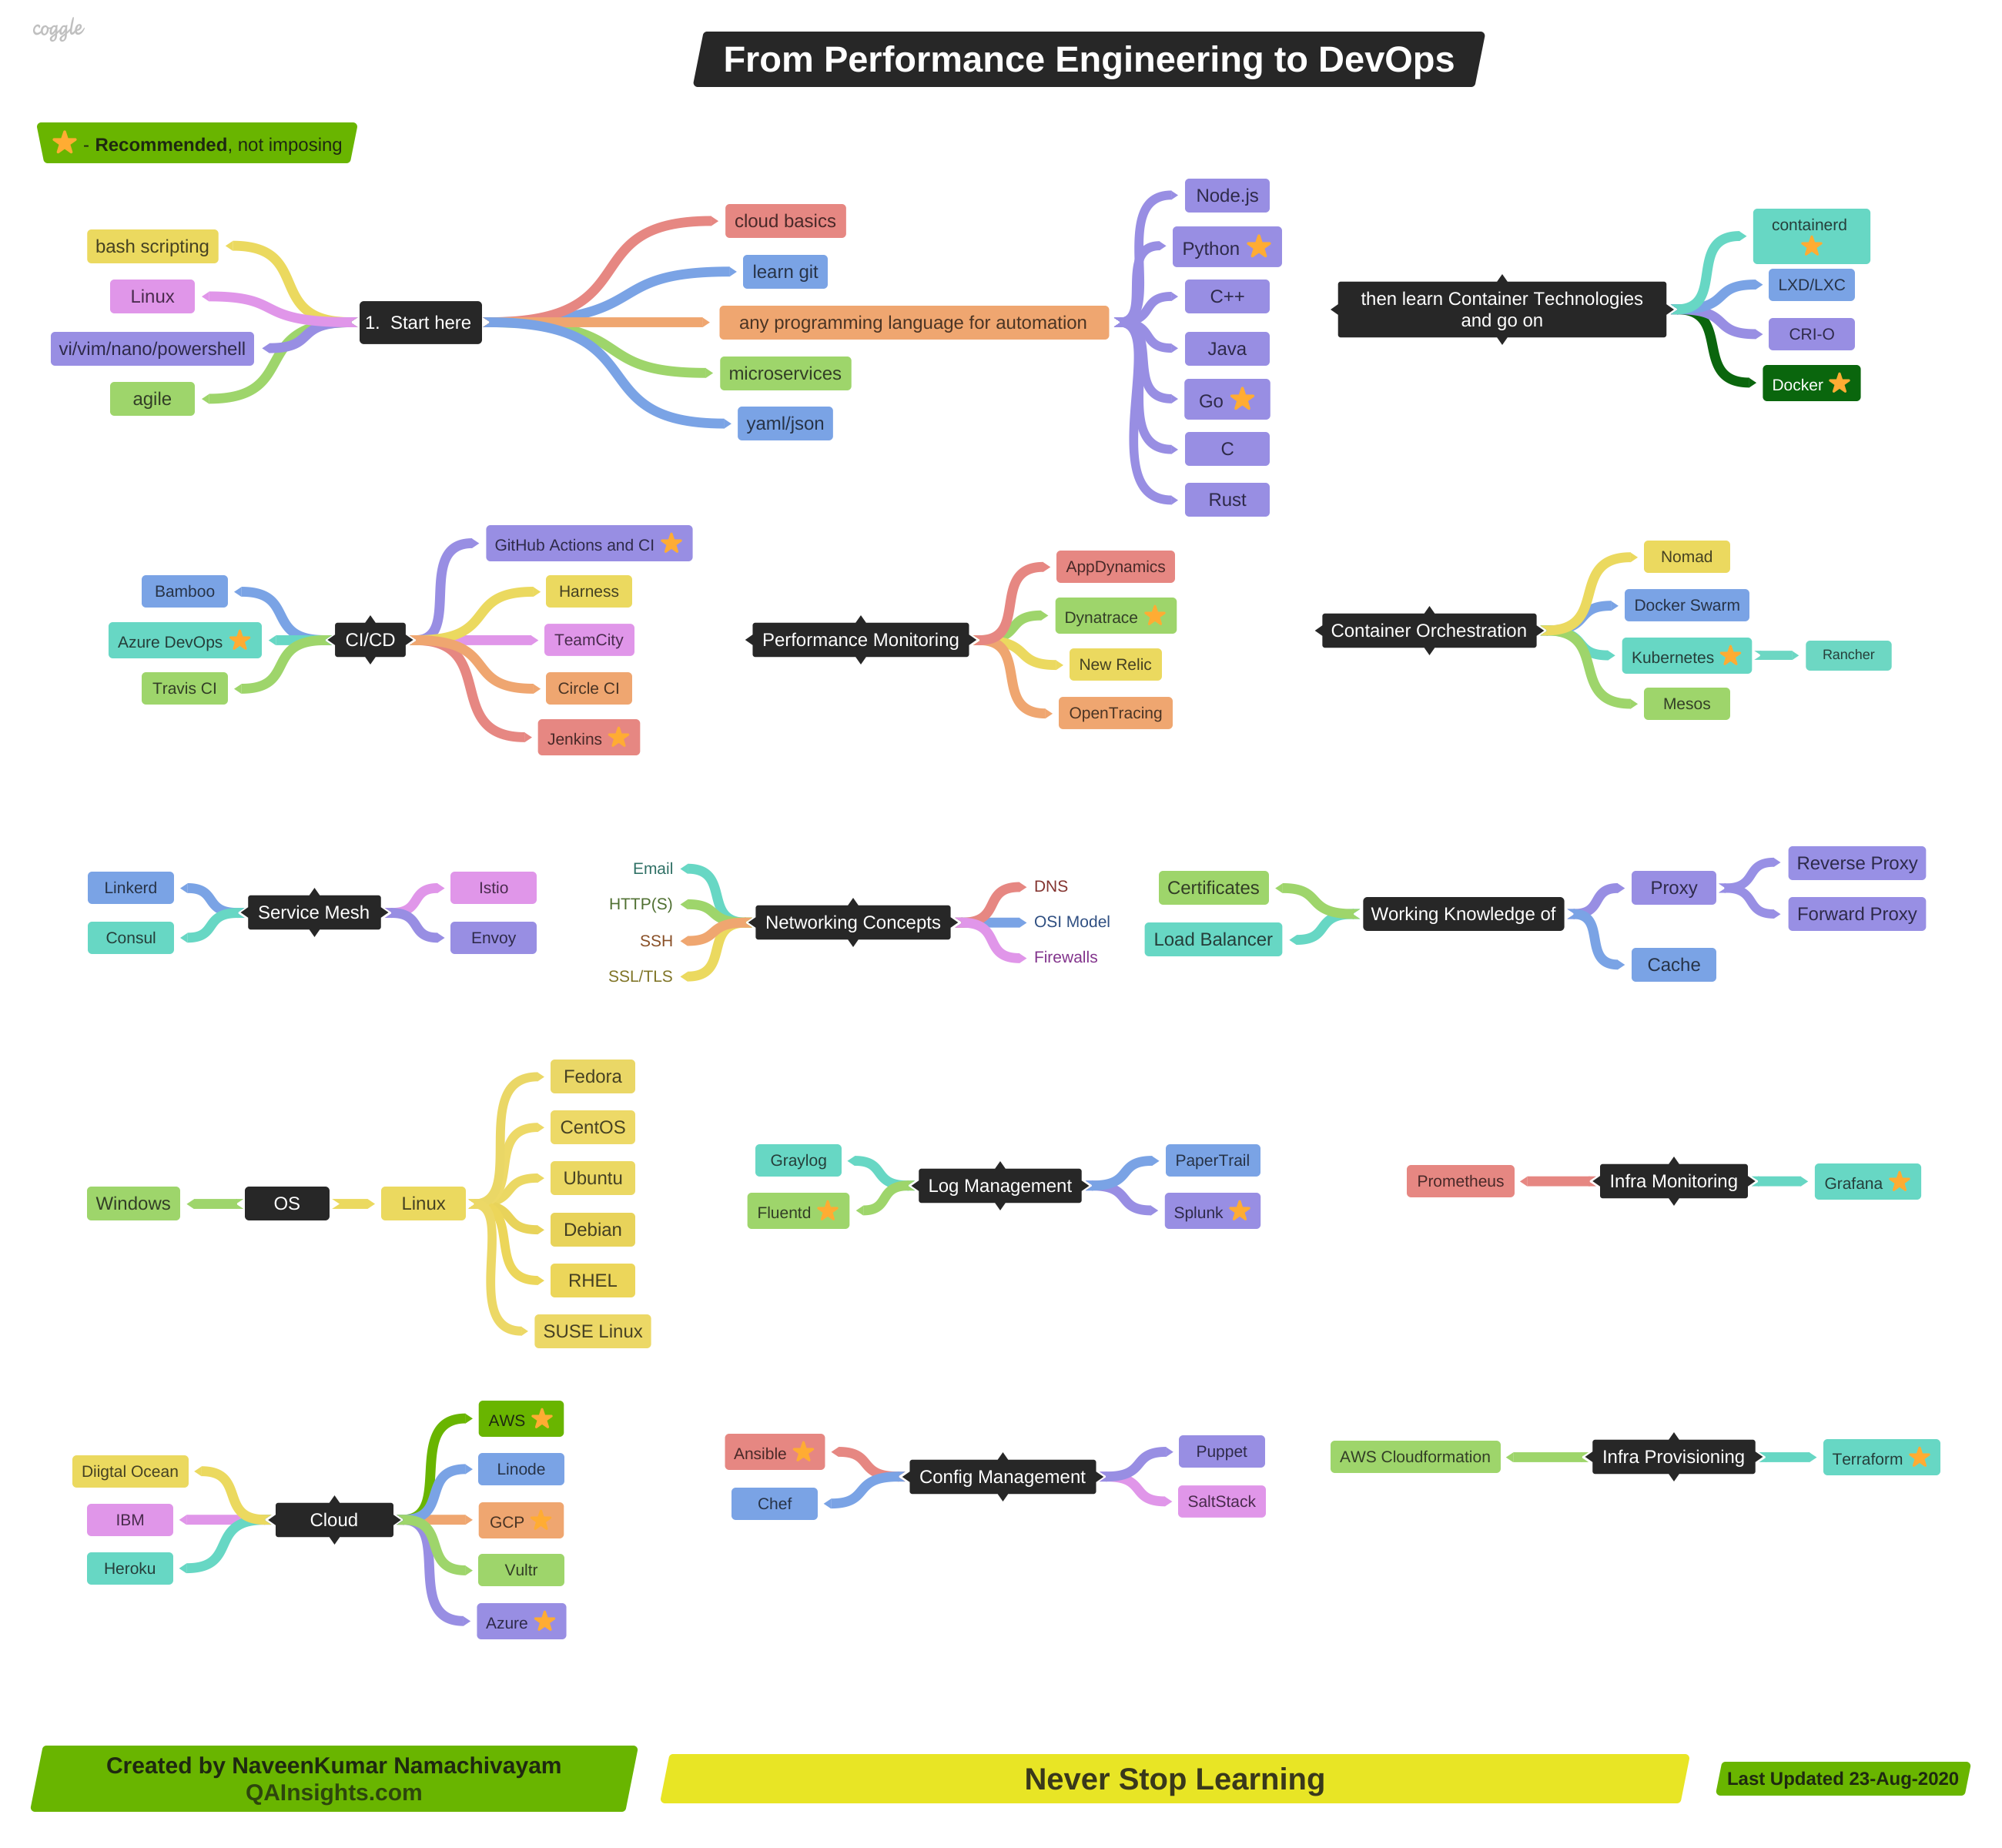 coggle
From Performance Engineering to DevOps
- Recommended, not imposing
bash scripting
Linux
vi/vim/nano/powershell
agile
1. Start here
cloud basics
learn git
any programming language for automation
microservices
yaml/json
Node.js
Python
C++
Java
Go
C
Rust
then learn Container Technologies
and go on
containerd
LXD/LXC
CRI-O
Docker
Bamboo
Azure DevOps
Travis CI
CI/CD
GitHub Actions and CI
Harness
TeamCity
Circle CI
Jenkins
Performance Monitoring
AppDynamics
Dynatrace
New Relic
OpenTracing
Container Orchestration
Nomad
Docker Swarm
Kubernetes
Rancher
Mesos
Linkerd
Consul
Service Mesh
Istio
Envoy
Email
HTTP(S)
SSH
SSL/TLS
Networking Concepts
DNS
OSI Model
Firewalls
Certificates
Load Balancer
Working Knowledge of
Proxy
Reverse Proxy
Forward Proxy
Cache
Windows
OS
Linux
Fedora
CentOS
Ubuntu
Debian
RHEL
SUSE Linux
Graylog
Fluentd
Log Management
PaperTrail
Splunk
Prometheus
Infra Monitoring
Grafana
Diigtal Ocean
IBM
Heroku
Cloud
AWS
Linode
GCP
Vultr
Azure
Ansible
Chef
Config Management
Puppet
SaltStack
AWS Cloudformation
Infra Provisioning
Terraform
Created by NaveenKumar Namachivayam
QAInsights.com
Never Stop Learning
Last Updated 23-Aug-2020